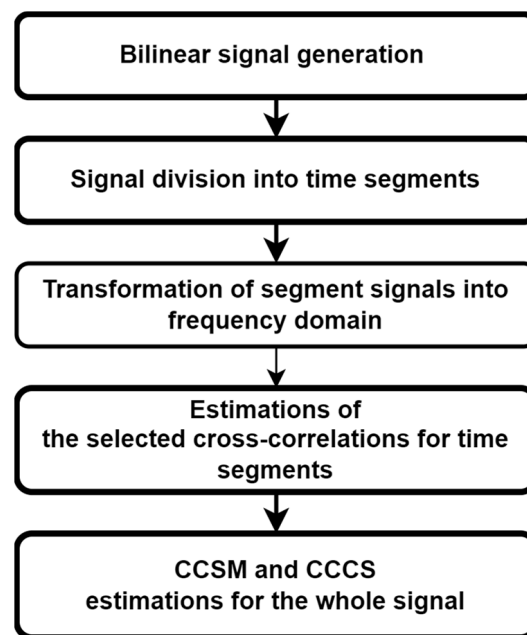 Bilinear signal generation
Signal division into time segments
Transformation of segment signals into
frequency domain
Estimations of
the selected cross-correlations for time
segments
CCSM and CCCS
estimations for the whole signal